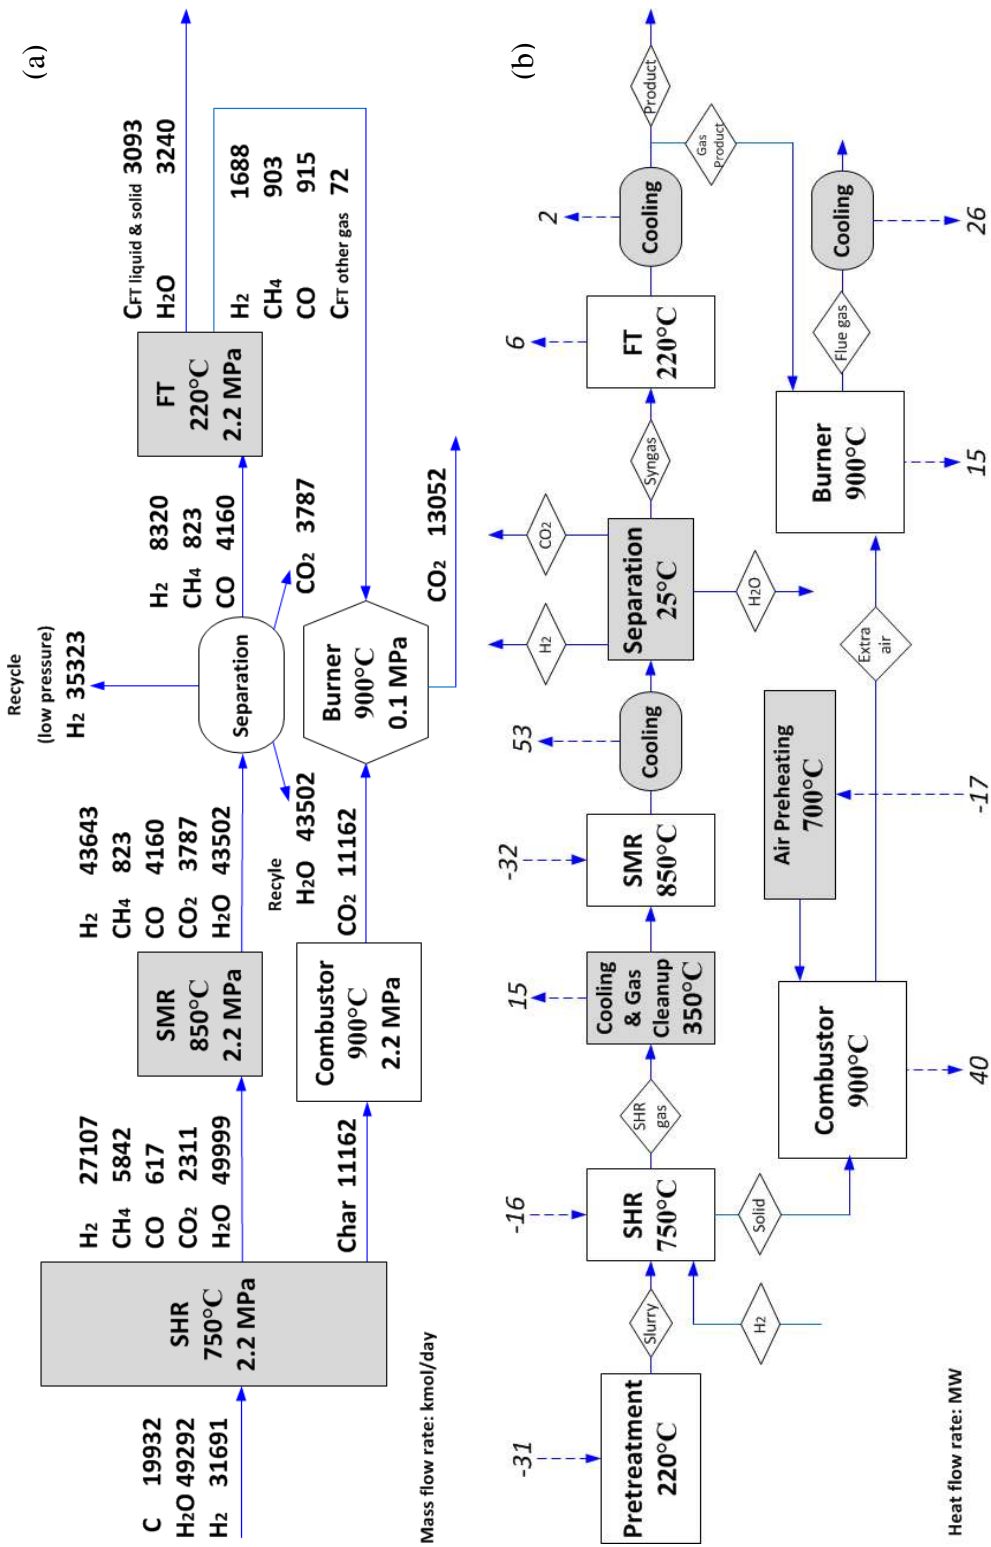 (a)
C 19932
H2O 49292
H2 31691
SHR
750°C
2.2 MPa
H2 27107
CH4 5842
CO 617
CO2 2311
H2O 49999
Char 11162
SMR
850°C
2.2 MPa
Combustor
900°C
2.2 MPa
H2 43643
CH4 823
CO 4160
CO2 3787
H2O 43502
CO2 11162
Recycle
(low pressure)
H2 35323
Separation
Recyle
H2O 43502
CO2 3787
Burner
900°C
0.1 MPa
H2 8320
CH4 823
CO 4160
CO2 13052
FT
220°C
2.2 MPa
CFT liquid & solid 3093
H2O 3240
H2 1688
CH4 903
CO 915
CFT other gas 72
Mass flow rate: kmol/day
(b)
-31
Pretreatment
220°C
Slurry
H2
-16
SHR
750°C
Solid
SHR
gas
15
Cooling
& Gas
Cleanup
350°C
-32
SMR
850°C
53
Cooling
H2
CO2
Separation
25°C
H2O
Syngas
6
FT
220°C
2
Cooling
Product
Gas
Product
Combustor
900°C
40
Air Preheating
700°C
-17
Extra
air
Burner
900°C
15
Flue gas
Cooling
26
Heat flow rate: MW